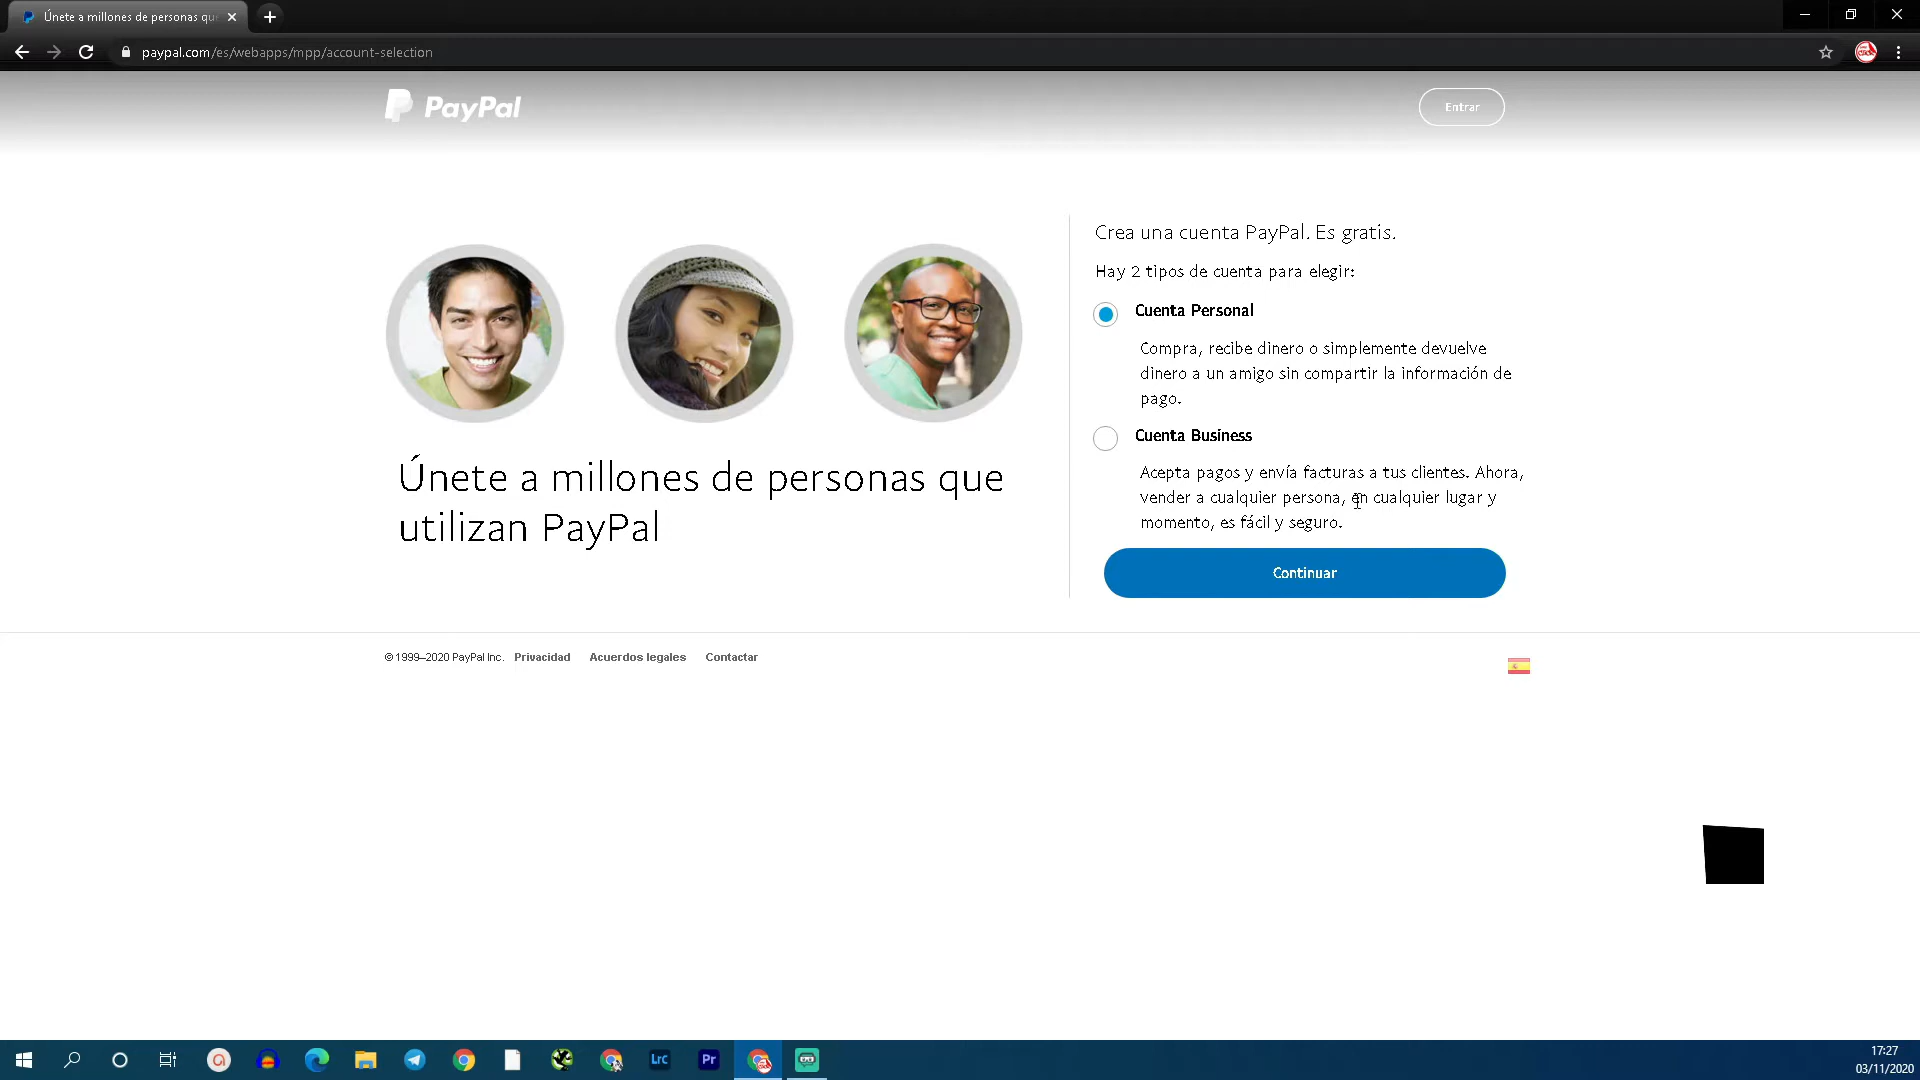 Únete a millones de personas qu
paypal.com/es/webapps/mpp/account-selection
PayPal
Entrar
Únete a millones de personas que
utilizan PayPal
Crea una cuenta PayPal. Es gratis.
Hay 2 tipos de cuenta para elegir:
Cuenta Personal
Compra, recibe dinero o simplemente devuelve
dinero a un amigo sin compartir la información de
pago.
Cuenta Business
Acepta pagos y envía facturas a tus clientes. Ahora,
vender a cualquier persona, en cualquier lugar y
momento, es fácil y seguro.
Continuar
© 1999–2020 PayPal Inc. Privacidad Acuerdos legales Contactar
Lrc Pr
17:27
03/11/2020